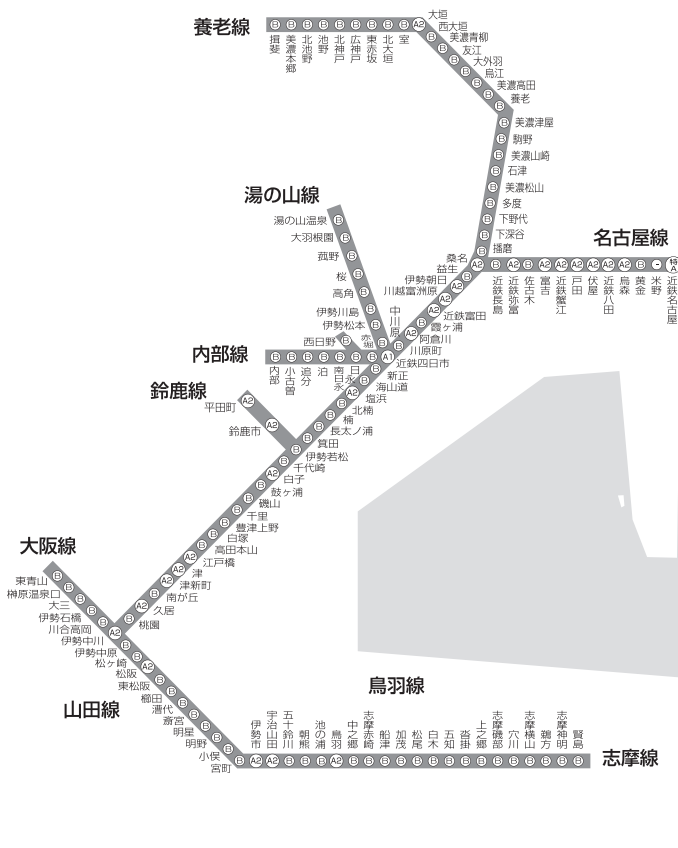 養老線
揖斐
美濃本郷
北池野
池野
北神戸
広神戸
東赤坂
北大垣
室
大垣
西大垣
美濃青柳
友江
大外羽
烏江
美濃高田
養老
美濃津屋
駒野
美濃山崎
石津
美濃松山
多度
下野代
下深谷
播磨
桑名
名古屋線
近鉄長島
近鉄弥富
佐古木
富吉
近鉄蟹江
戸田
伏屋
近鉄八田
烏森
黄金
米野
近鉄名古屋
益生
伊勢朝日
川越富洲原
近鉄富田
霞ヶ浦
阿倉川
川原町
近鉄四日市
湯の山線
湯の山温泉
大羽根園
菰野
桜
高角
伊勢川島
伊勢松本
中川原
内部線
内部
小古曽
追分
泊
南日永
日永
赤堀
西日野
新正
海山道
塩浜
北楠
楠
長太ノ浦
箕田
伊勢若松
鈴鹿線
平田町
鈴鹿市
千代崎
白子
鼓ヶ浦
磯山
千里
豊津上野
白塚
高田本山
江戸橋
津
津新町
南が丘
久居
桃園
大阪線
東青山
榊原温泉口
大三
伊勢石橋
川合高岡
伊勢中川
山田線
伊勢中原
松ヶ崎
松阪
東松阪
櫛田
漕代
斎宮
明星
明野
小俣
宮町
伊勢市
宇治山田
鳥羽線
五十鈴川
朝熊
池の浦
鳥羽
志摩線
中之郷
志摩赤崎
船津
加茂
松尾
白木
五知
沓掛
上之郷
志摩磯部
穴川
志摩横山
鵜方
志摩神明
賢島